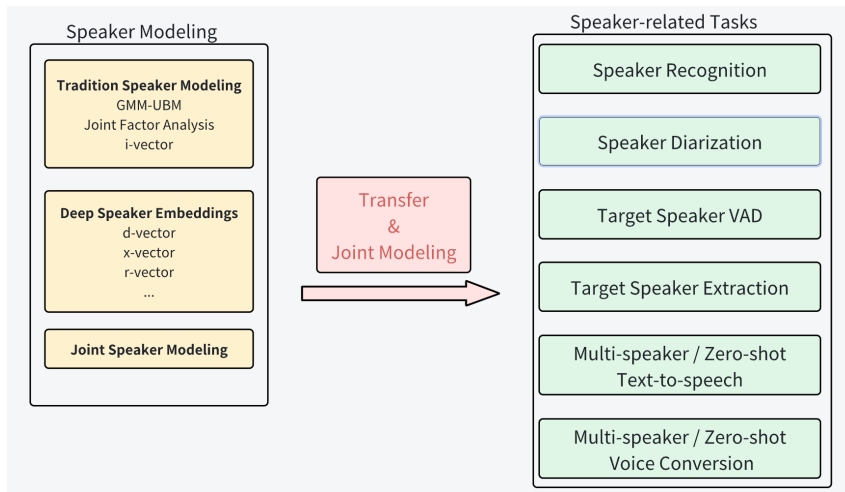 Speaker Modeling
Tradition Speaker Modeling
GMM-UBM
Joint Factor Analysis
i-vector
Deep Speaker Embeddings
d-vector
x-vector
r-vector
...
Joint Speaker Modeling
Transfer
&
Joint Modeling
Speaker-related Tasks
Speaker Recognition
Speaker Diarization
Target Speaker VAD
Target Speaker Extraction
Multi-speaker / Zero-shot
Text-to-speech
Multi-speaker / Zero-shot
Voice Conversion